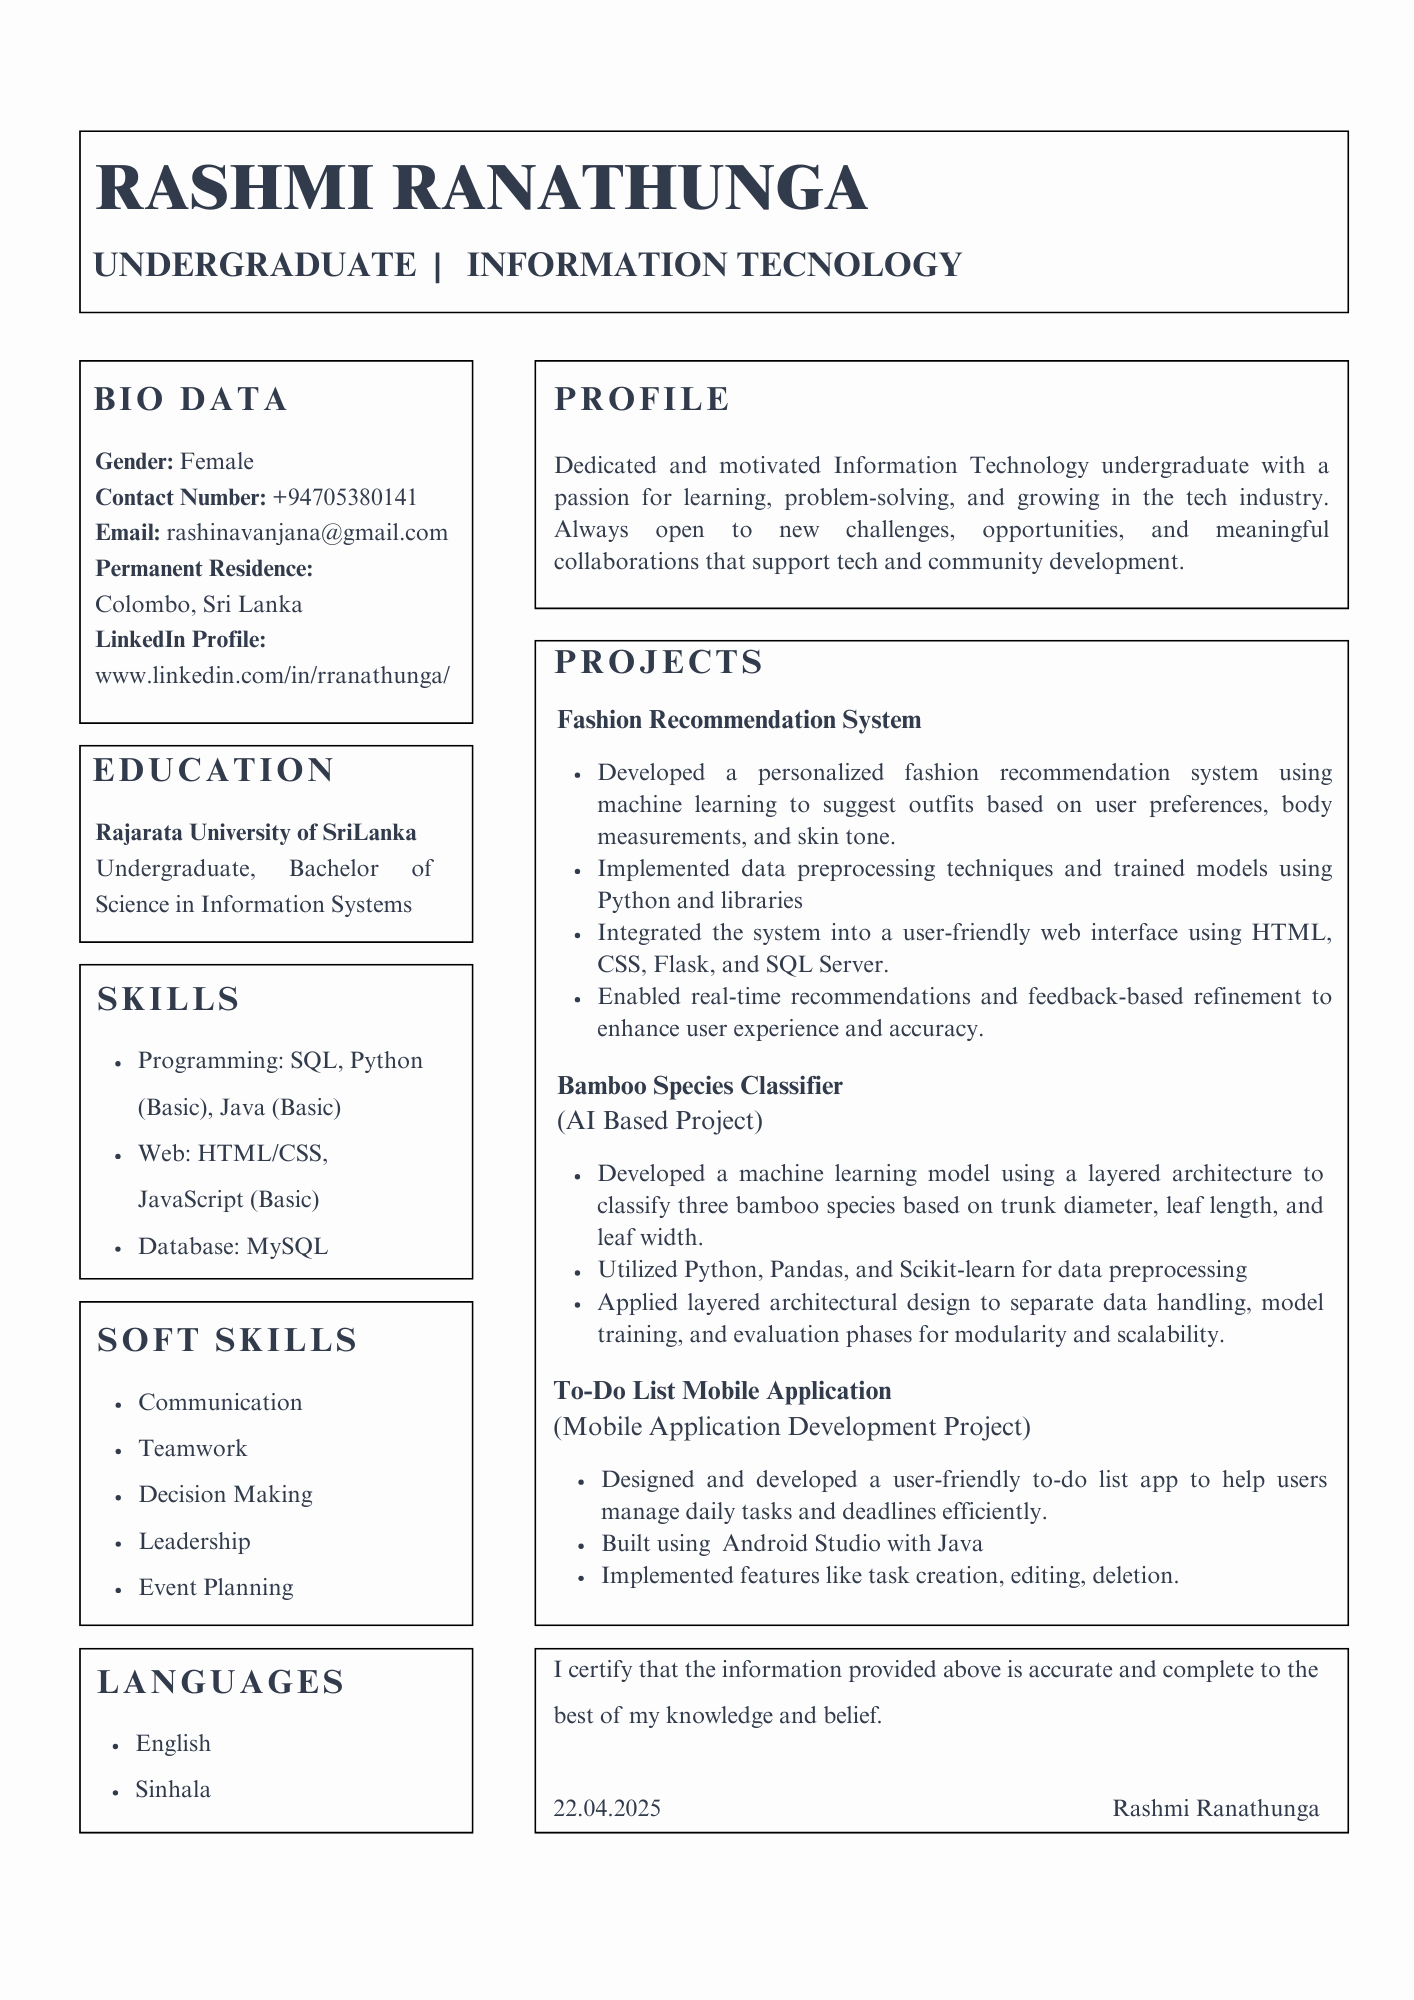 RASHMI RANATHUNGA
UNDERGRADUATE | INFORMATION TECNOLOGY
BIO DATA
Gender: Female
Contact Number: +94705380141
Email: rashinavanjana@gmail.com
Permanent Residence:
Colombo, Sri Lanka
LinkedIn Profile:
www.linkedin.com/in/rranathunga/
EDUCATION
Rajarata University of SriLanka
Undergraduate, Bachelor of
Science in Information Systems
SKILLS
• Programming: SQL, Python
(Basic), Java (Basic)
• Web: HTML/CSS,
JavaScript (Basic)
• Database: MySQL
SOFT SKILLS
• Communication
• Teamwork
• Decision Making
• Leadership
• Event Planning
LANGUAGES
• English
• Sinhala
PROFILE
Dedicated and motivated Information Technology undergraduate with a
passion for learning, problem-solving, and growing in the tech industry.
Always open to new challenges, opportunities, and meaningful
collaborations that support tech and community development.
PROJECTS
Fashion Recommendation System
• Developed a personalized fashion recommendation system using
machine learning to suggest outfits based on user preferences, body
measurements, and skin tone.
• Implemented data preprocessing techniques and trained models using
Python and libraries
• Integrated the system into a user-friendly web interface using HTML,
CSS, Flask, and SQL Server.
• Enabled real-time recommendations and feedback-based refinement to
enhance user experience and accuracy.
Bamboo Species Classifier
(AI Based Project)
• Developed a machine learning model using a layered architecture to
classify three bamboo species based on trunk diameter, leaf length, and
leaf width.
• Utilized Python, Pandas, and Scikit-learn for data preprocessing
• Applied layered architectural design to separate data handling, model
training, and evaluation phases for modularity and scalability.
To-Do List Mobile Application
(Mobile Application Development Project)
• Designed and developed a user-friendly to-do list app to help users
manage daily tasks and deadlines efficiently.
• Built using Android Studio with Java
• Implemented features like task creation, editing, deletion.
I certify that the information provided above is accurate and complete to the
best of my knowledge and belief.
22.04.2025 Rashmi Ranathunga